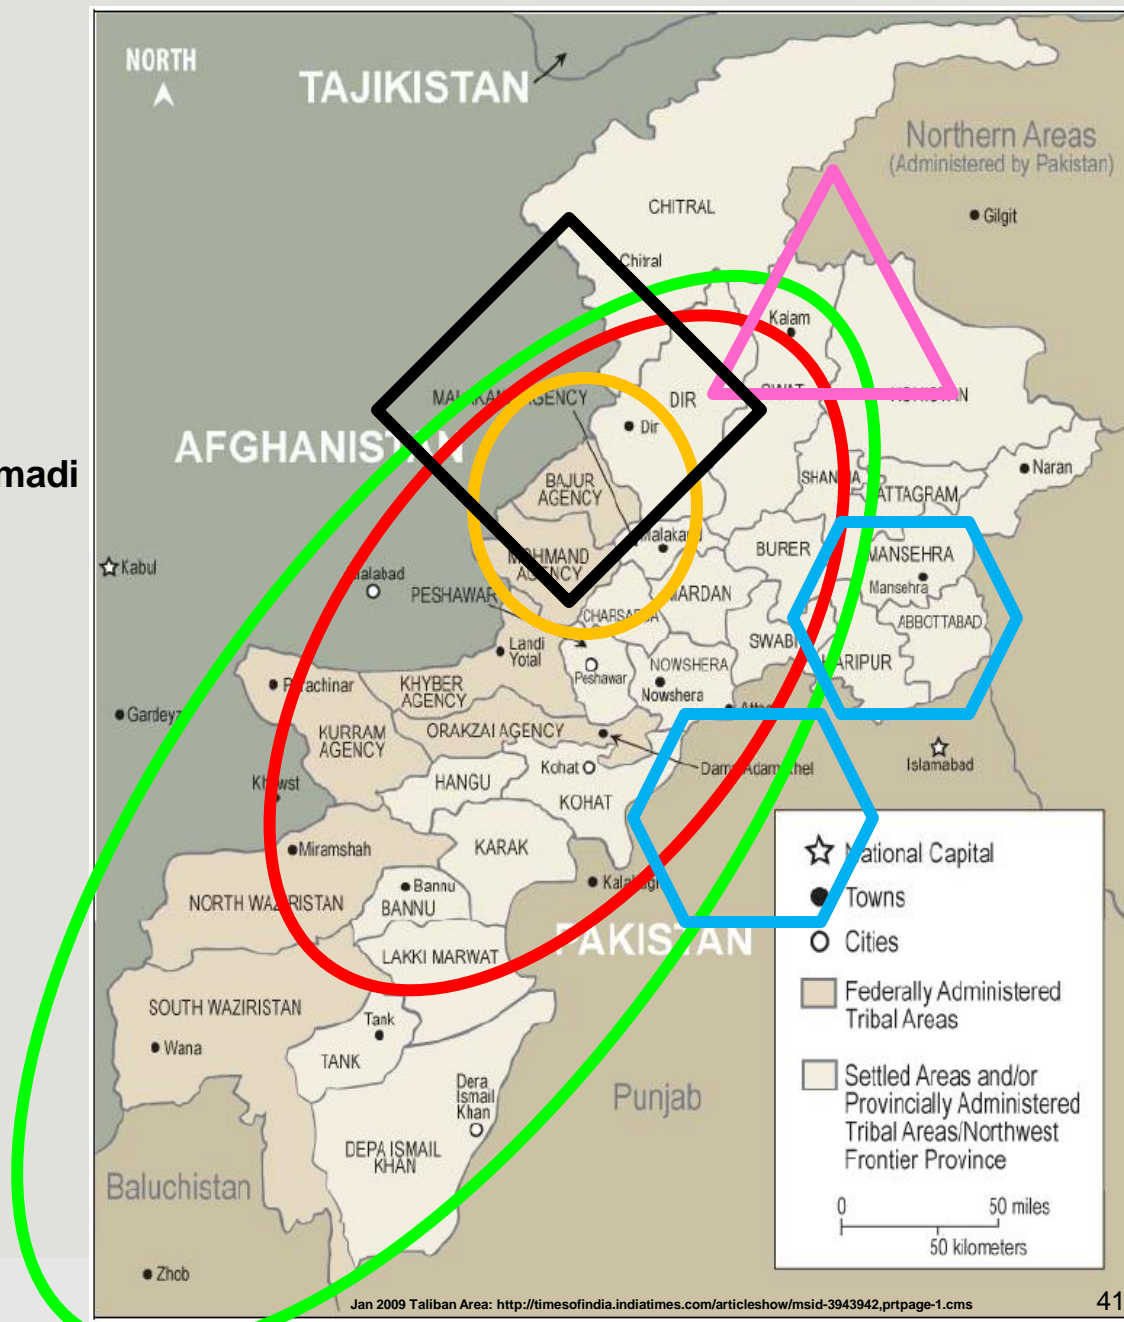 NORTH
TAJIKISTAN
Northern Areas
(Administered by Pakistan)
Gilgit
CHITRAL
Chitral
Kalam
DIR
Dir
AFGHANISTAN
madi
BAJUR
AGENCY
SHANGLA
Naran
Kabul
BURER
MANSEHRA
Mansehra
AGENCY
PESHAWAR
MARDAN
ABBOTTABAD
Landi
Yotal
Peshawar
NOWSHERA
Nowshera
SWABI
HARIPUR
Parachinar
KHYBER
AGENCY
Gardeyz
KURRAM
AGENCY
ORAKZAI AGENCY
Islamabad
HANGU
Kohat
KOHAT
Miramshah
KARAK
National Capital
Towns
Cities
Federally Administered
Tribal Areas
Settled Areas and/or
Provincially Administered
Tribal Areas/Northwest
Frontier Province
0 50 miles
50 kilometers
NORTH WAZIRISTAN
Bannu
BANNU
PAKISTAN
LAKKI MARWAT
SOUTH WAZIRISTAN
Tank
TANK
Wana
Dera
Ismail
Khan
DEPA ISMAIL
KHAN
Punjab
Baluchistan
Zhob
Jan 2009 Taliban Area: http://timesofindia.indiatimes.com/articleshow/msid-3943942,prtpage-1.cms
41